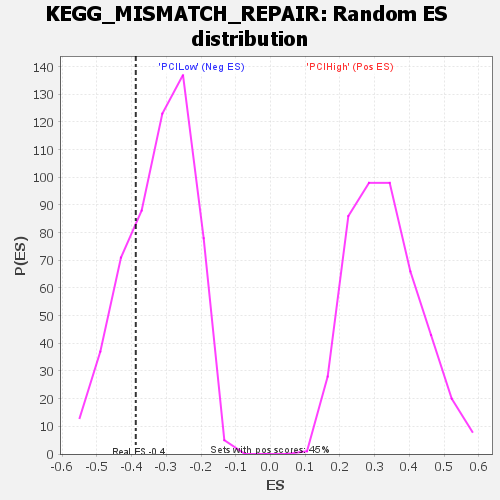 KEGG_MISMATCH_REPAIR: Random ES
distribution
'PCILow' (Neg ES)
'PCIHigh' (Pos ES)
140
130
120
110
100
90
80
70
60
50
40
30
20
10
0
P(ES)
Real ES -0.4
Sets with pos scores: 45%
-0.6 -0.5 -0.4 -0.3 -0.2 -0.1 0.0 0.1 0.2 0.3 0.4 0.5 0.6
ES